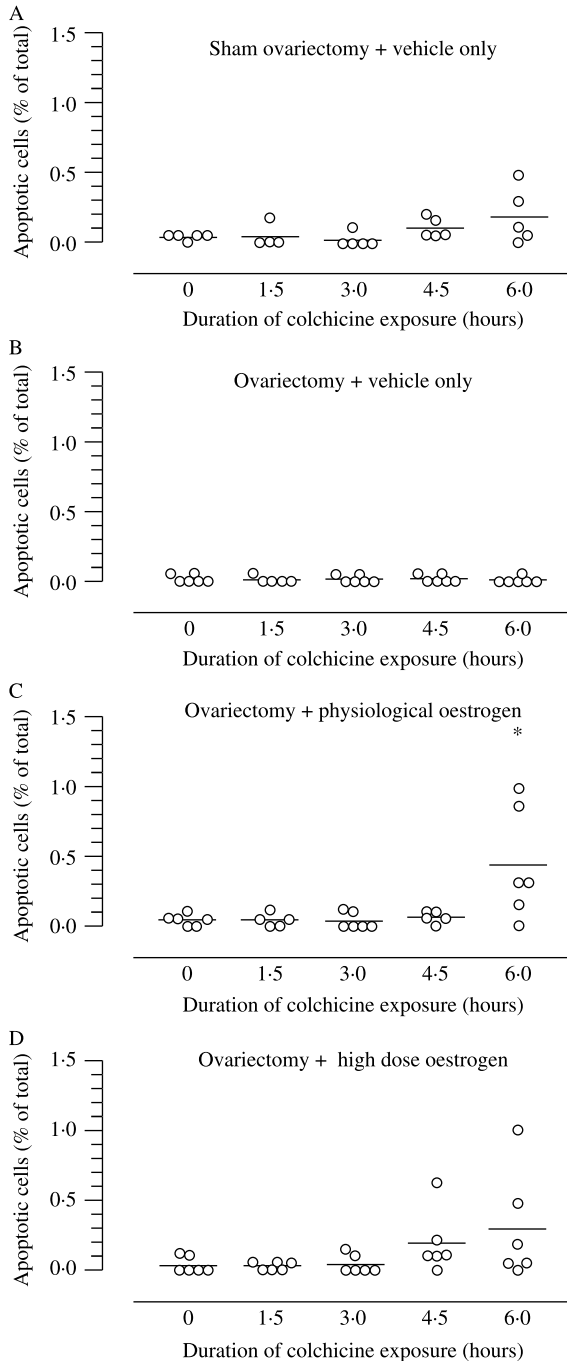 A
Sham ovariectomy + vehicle only
Apoptotic cells (% of total)
1·5
1·0
0·5
0·0
0 1·5 3·0 4·5 6·0
Duration of colchicine exposure (hours)
B
Ovariectomy + vehicle only
Apoptotic cells (% of total)
1·5
1·0
0·5
0·0
0 1·5 3·0 4·5 6·0
Duration of colchicine exposure (hours)
C
Ovariectomy + physiological oestrogen
*
Apoptotic cells (% of total)
1·5
1·0
0·5
0·0
0 1·5 3·0 4·5 6·0
Duration of colchicine exposure (hours)
D
Ovariectomy + high dose oestrogen
Apoptotic cells (% of total)
1·5
1·0
0·5
0·0
0 1·5 3·0 4·5 6·0
Duration of colchicine exposure (hours)